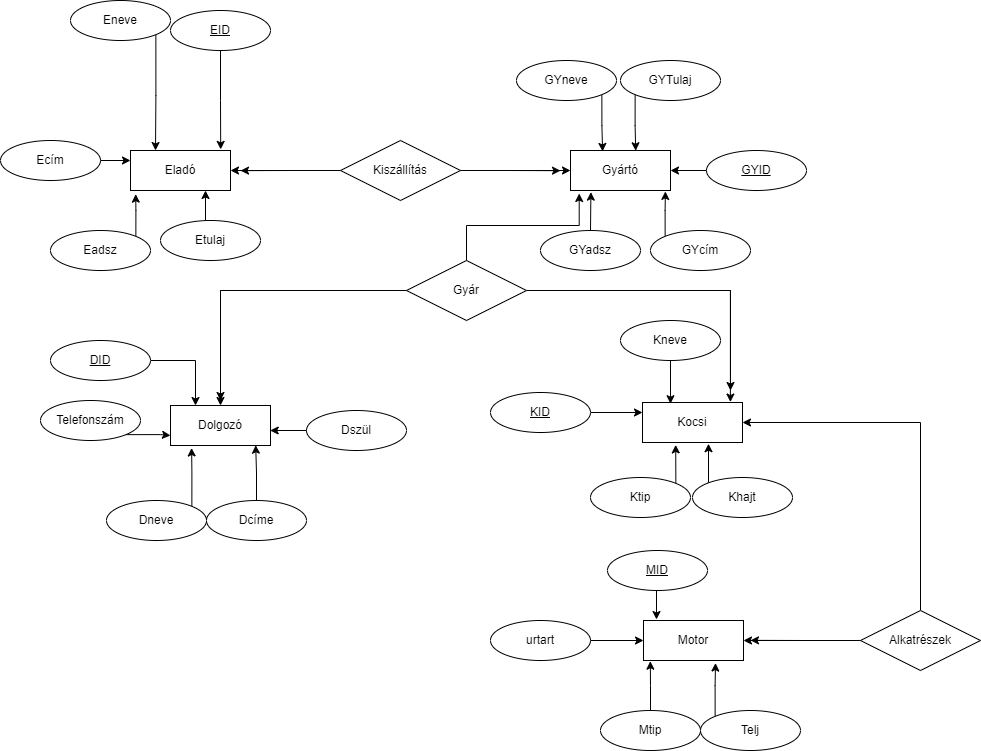 Eneve
EID
GYneve
GYTulaj
Ecím
Eladó
Kiszállítás
Gyártó
GYID
Eadsz
Etulaj
GYadsz
GYcím
Gyár
Kneve
DID
Telefonszám
Dolgozó
Dszül
KID
Kocsi
Ktip
Khajt
Dneve
Dcíme
MID
urtart
Motor
Alkatrészek
Mtip
Telj